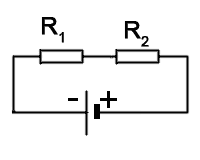 R₁ R₂
- +